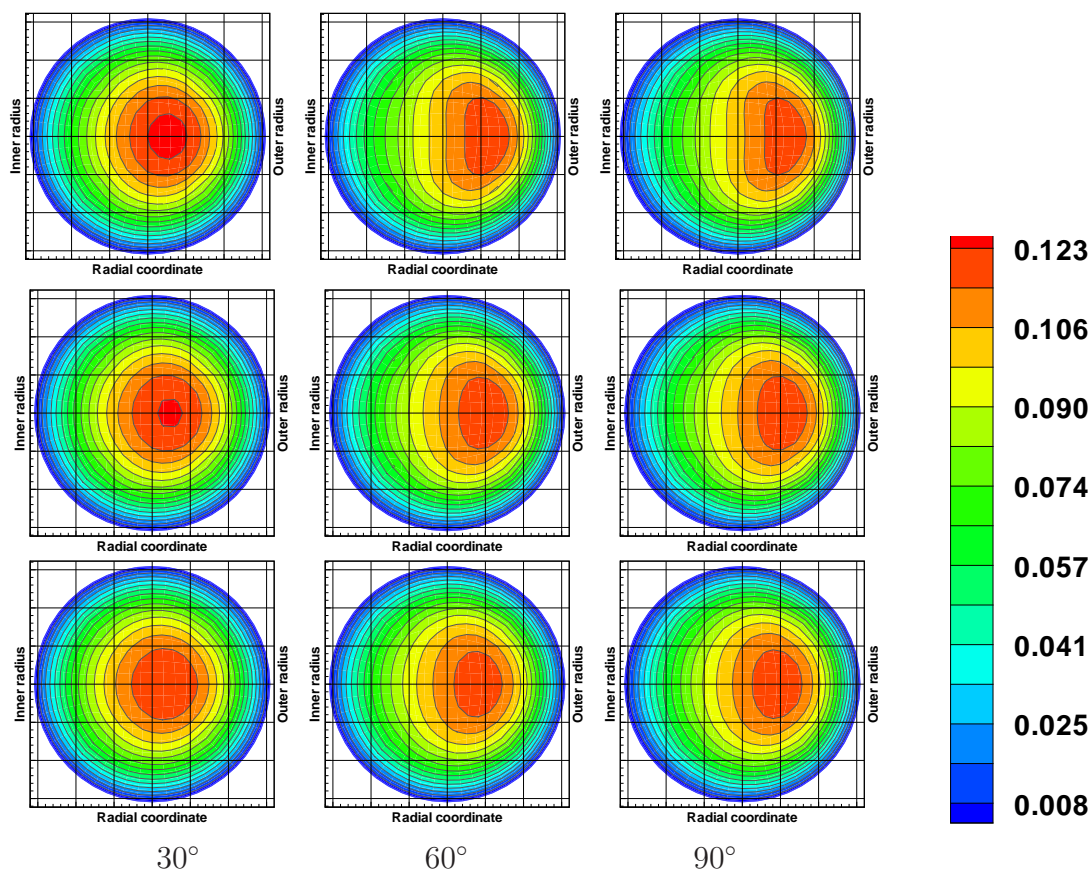 Inner radius
Outer radius
Radial coordinate
Inner radius
Outer radius
Radial coordinate
Inner radius
Outer radius
Radial coordinate
Inner radius
Outer radius
Radial coordinate
Inner radius
Outer radius
Radial coordinate
Inner radius
Outer radius
Radial coordinate
Inner radius
Outer radius
Radial coordinate
Inner radius
Outer radius
Radial coordinate
Inner radius
Outer radius
Radial coordinate
30°
60°
90°
0.123
0.106
0.090
0.074
0.057
0.041
0.025
0.008